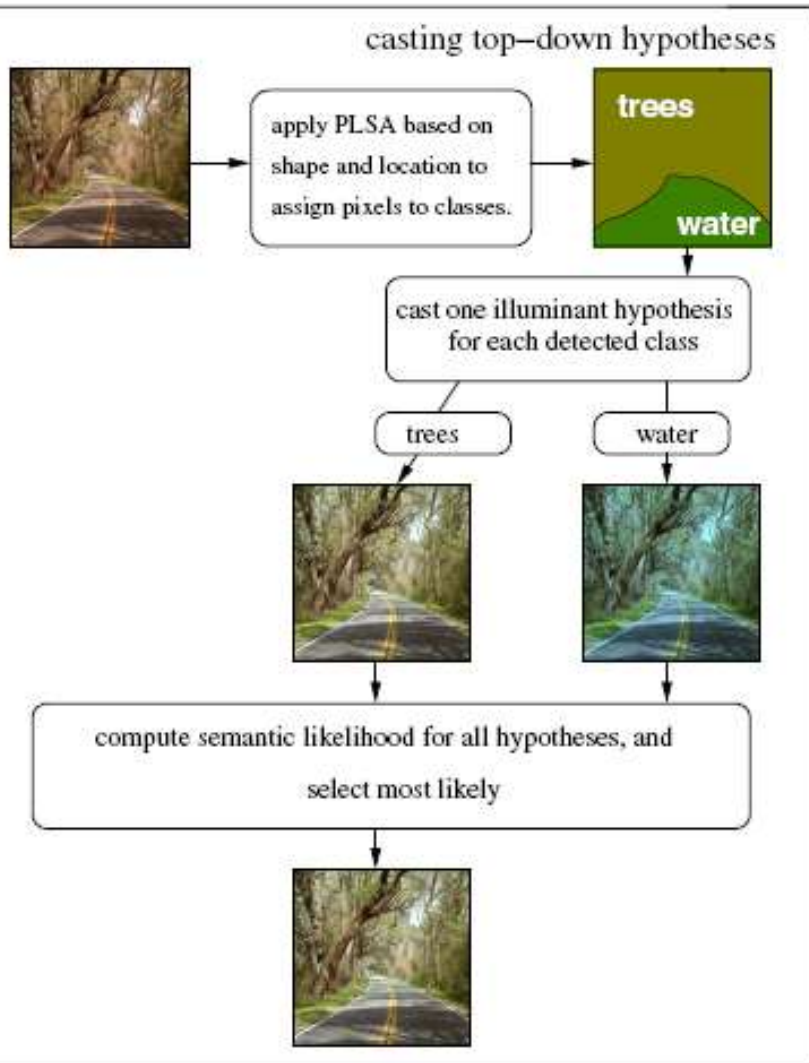 casting top–down hypotheses
apply PLSA based on
shape and location to
assign pixels to classes.
trees
water
cast one illuminant hypothesis
for each detected class
trees
water
compute semantic likelihood for all hypotheses, and
select most likely